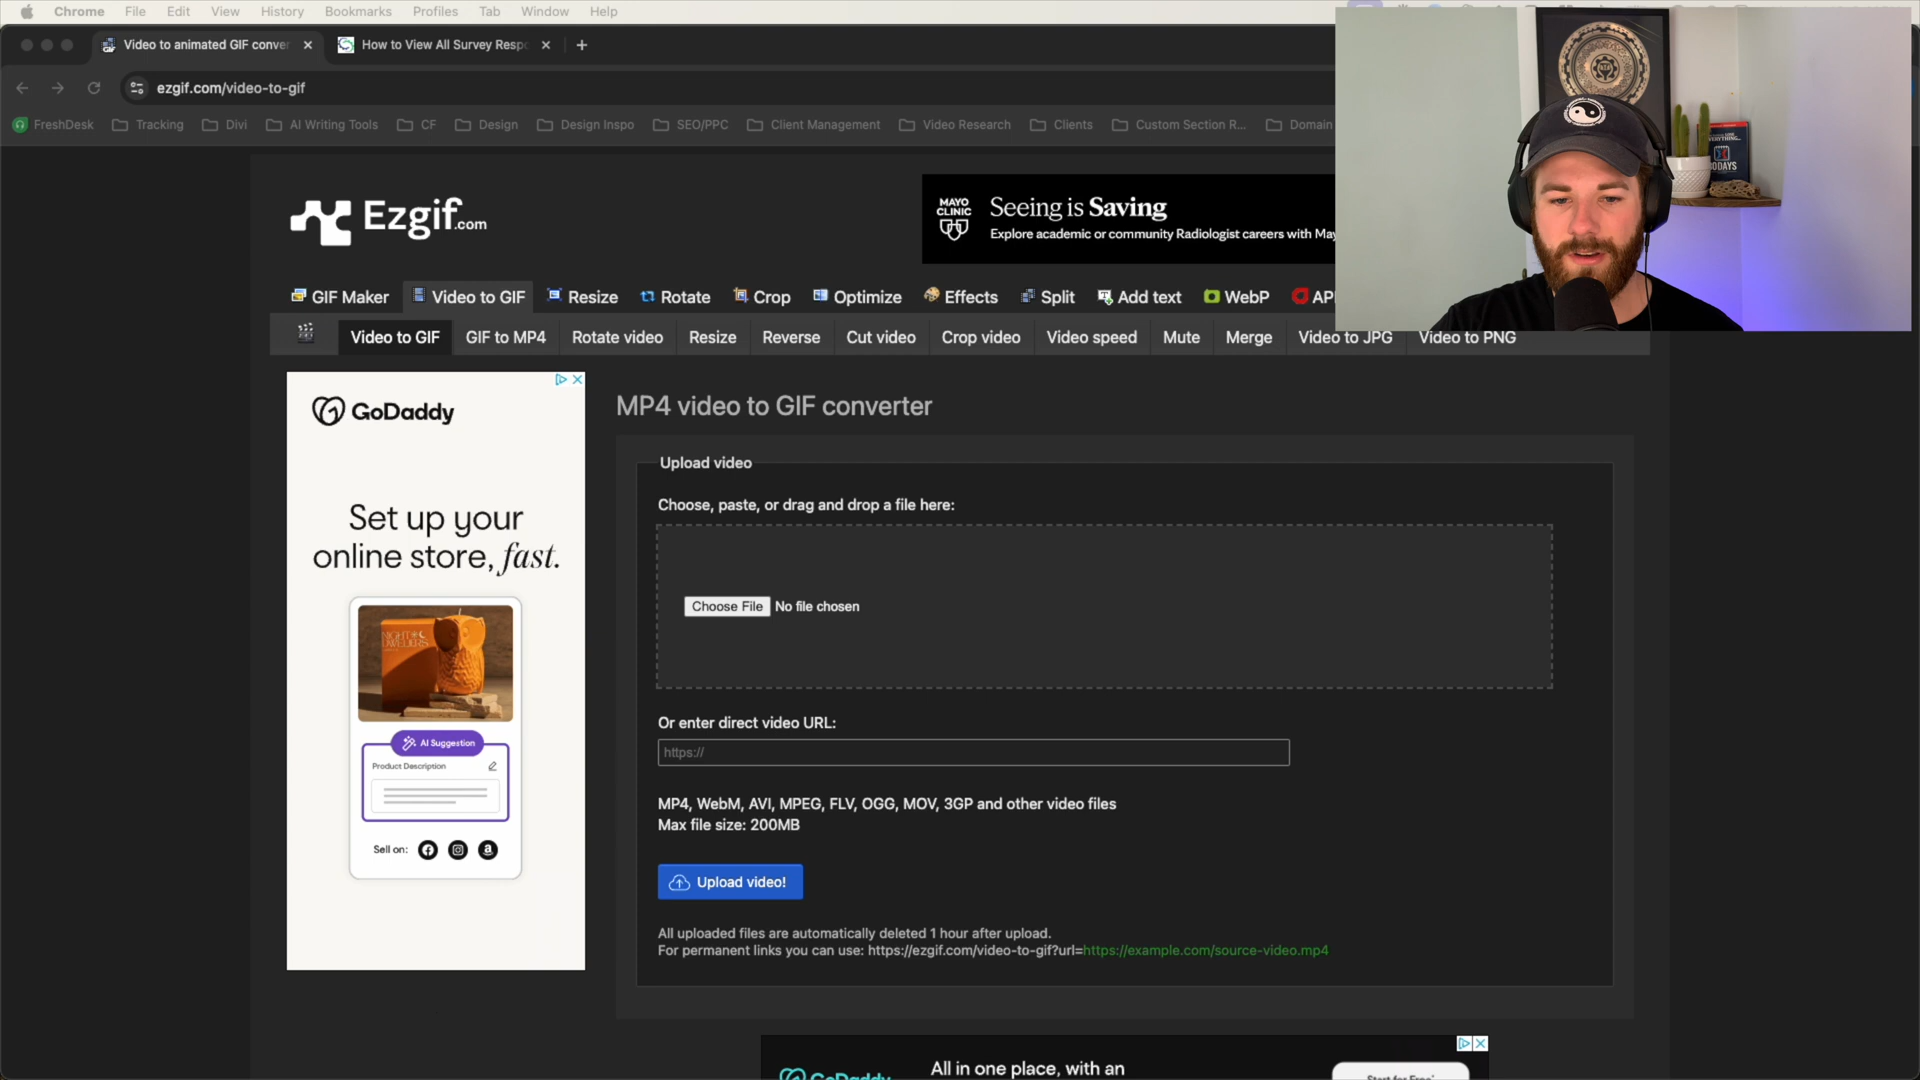 Chrome File Edit View History Bookmarks Profiles Tab Window Help
Video to animated GIF conver
How to View All Survey Respo
ezgif.com/video-to-gif
FreshDesk Tracking Divi AI Writing Tools CF Design Design Inspo SEO/PPC Client Management Video Research Clients Custom Section R... Domain
Ezgif.com
MAYO
CLINIC
Seeing is Saving
Explore academic or community Radiologist careers with May
GIF Maker Video to GIF Resize Rotate Crop Optimize Effects Split Add text WebP API
Video to GIF GIF to MP4 Rotate video Resize Reverse Cut video Crop video Video speed Mute Merge Video to JPG Video to PNG
GoDaddy
Set up your
online store, fast.
NIGHT
DWELLERS
AI Suggestion
Product Description
Sell on:
MP4 video to GIF converter
Upload video
Choose, paste, or drag and drop a file here:
Choose File No file chosen
Or enter direct video URL:
https://
MP4, WebM, AVI, MPEG, FLV, OGG, MOV, 3GP and other video files
Max file size: 200MB
Upload video!
All uploaded files are automatically deleted 1 hour after upload.
For permanent links you can use: https://ezgif.com/video-to-gif?url=https://example.com/source-video.mp4
GoDaddy
All in one place, with an
Start for Free*